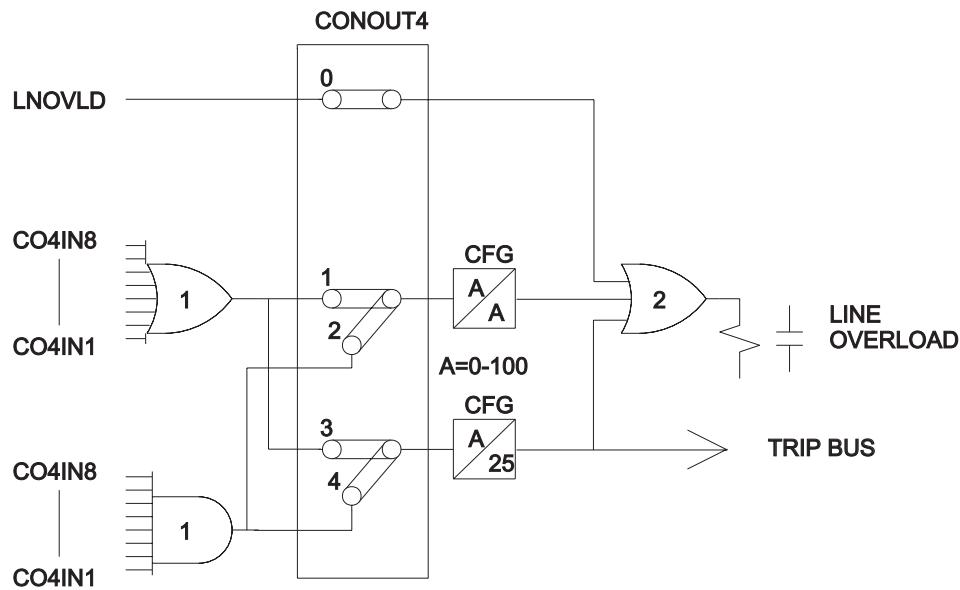 CONOUT4
0
LNOVLD
CO4IN8
1
CO4IN1
1
2
CFG
A
A
A=0-100
2
LINE
OVERLOAD
3
4
CFG
A
25
TRIP BUS
CO4IN8
1
CO4IN1